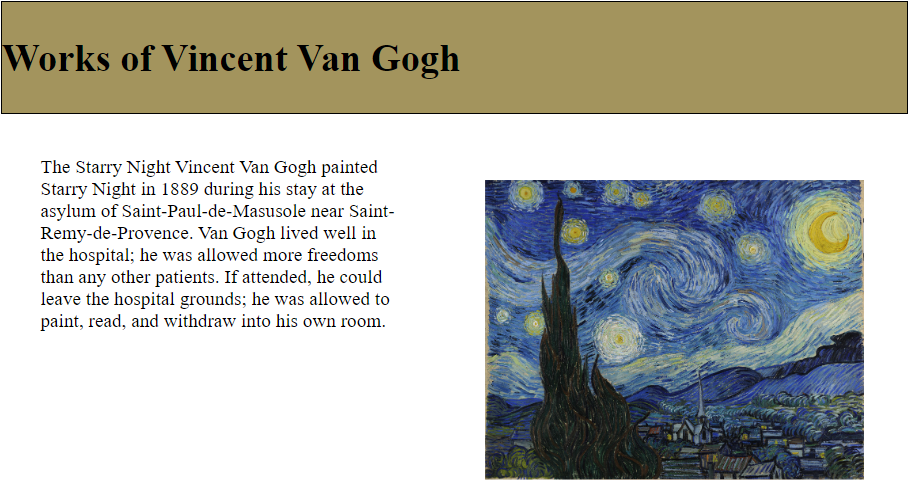 Works of Vincent Van Gogh
The Starry Night Vincent Van Gogh painted
Starry Night in 1889 during his stay at the
asylum of Saint-Paul-de-Masusole near Saint-
Remy-de-Provence. Van Gogh lived well in
the hospital; he was allowed more freedoms
than any other patients. If attended, he could
leave the hospital grounds; he was allowed to
paint, read, and withdraw into his own room.